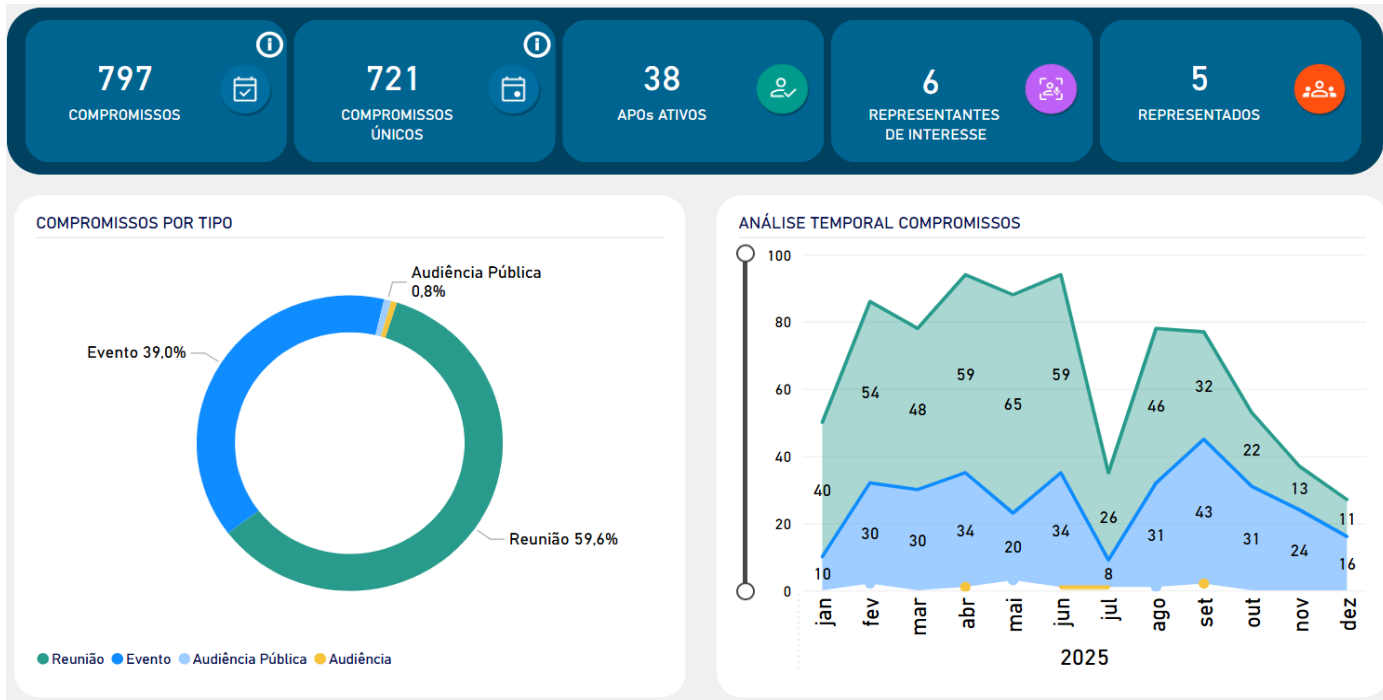 797
COMPROMISSOS
721
COMPROMISSOS
ÚNICOS
38
APOs ATIVOS
6
REPRESENTANTES
DE INTERESSE
5
REPRESENTADOS
COMPROMISSOS POR TIPO
Audiência Pública
0,8%
Evento 39,0%
Reunião 59,6%
Reunião Evento Audiência Pública Audiência
ANÁLISE TEMPORAL COMPROMISSOS
100
80
60
40
20
0
40 54 48 59 65 59 26 46 32 22 13 11
10 30 30 34 20 34 8 31 43 31 24 16
jan fev mar abr mai jun jul ago set out nov dez
2025